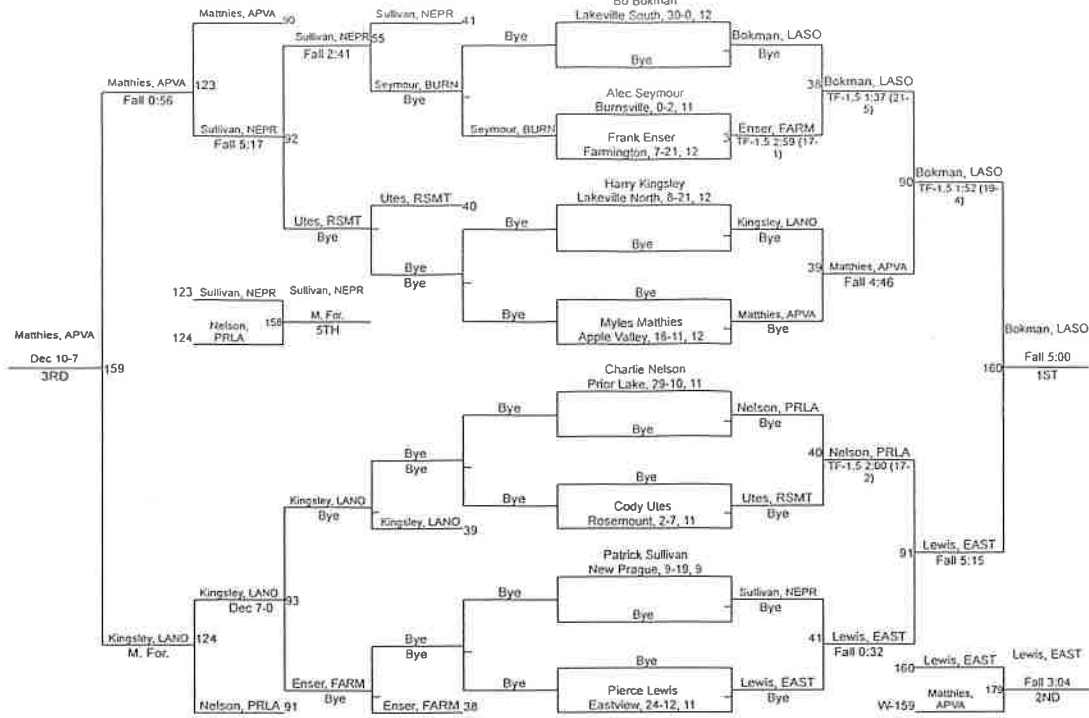 Matthies, APVA
90
Sullivan, NEPR 55
Fall 2:41
Sullivan, NEPR
41
Matthies, APVA
Fall 0:56
123
Sullivan, NEPR
Fall 5:17
92
Seymour, BURN
Bye
Bye
Seymour, BURN
Utes, RSMT
Bye
Utes, RSMT
40
Bye
Bye
Bye
Bye
123 Sullivan, NEPR
124 Nelson, PRLA
158
Sullivan, NEPR
M. For.
5TH
Matthies, APVA
Dec 10-7
3RD
159
Kingsley, LANO
M. For.
124
Kingsley, LANO
Dec 7-0
93
Nelson, PRLA 91
Kingsley, LANO
Bye
Bye
Bye
Kingsley, LANO 39
Bye
Bye
Enser, FARM
Bye
Bye
Bye
Enser, FARM 38
Bye
Bye
Bo Bokman
Lakeville South, 30-0, 12
Bye
Alec Seymour
Burnsville, 0-2, 11
Frank Enser
Farmington, 7-21, 12
Harry Kingsley
Lakeville North, 8-21, 12
Bye
Bye
Myles Matthies
Apple Valley, 16-11, 12
Charlie Nelson
Prior Lake, 29-10, 11
Bye
Bye
Cody Utes
Rosemount, 2-7, 11
Patrick Sullivan
New Prague, 9-19, 9
Bye
Bye
Pierce Lewis
Eastview, 24-12, 11
Bokman, LASO
Bye
3
Enser, FARM
TF-1.5 2:59 (17-
1)
38
Bokman, LASO
TF-1.5 1:37 (21-
5)
Kingsley, LANO
Bye
Matthies, APVA
Bye
39
Matthies, APVA
Fall 4:46
90
Bokman, LASO
TF-1.5 1:52 (19-
4)
Nelson, PRLA
Bye
Utes, RSMT
Bye
40
Nelson, PRLA
TF-1.5 2:00 (17-
2)
Sullivan, NEPR
Bye
Lewis, EAST
Bye
41
Lewis, EAST
Fall 0:32
91
Lewis, EAST
Fall 5:15
160
Bokman, LASO
Fall 5:00
1ST
160 Lewis, EAST
W-159 Matthies, APVA
179
Lewis, EAST
Fall 3:04
2ND